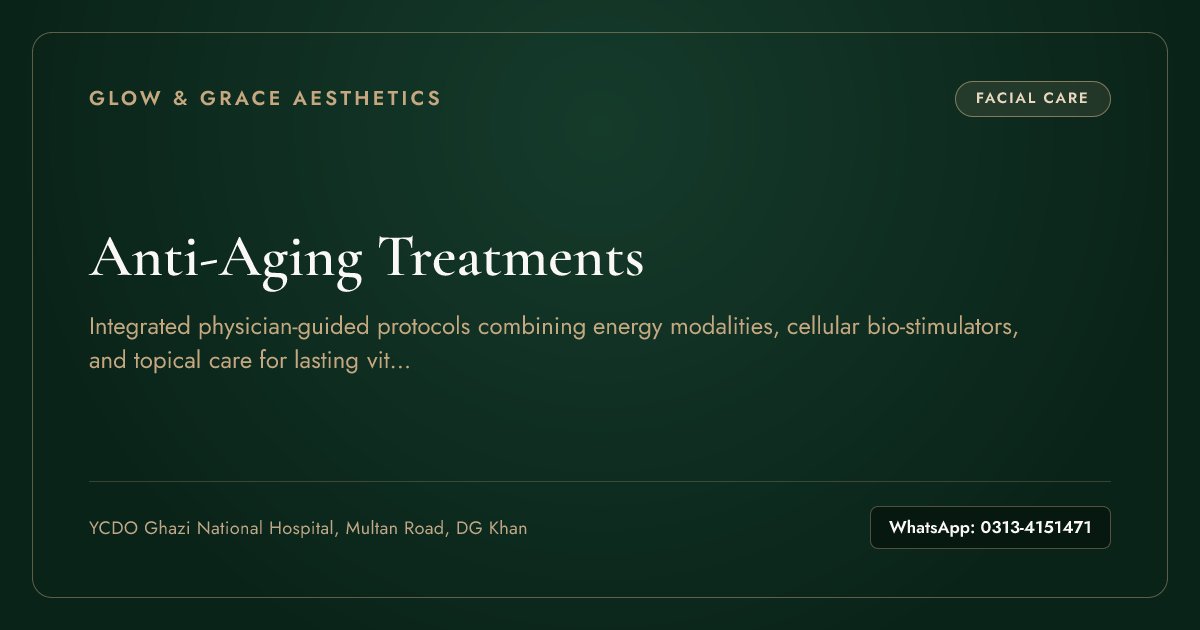 GLOW & GRACE AESTHETICS
FACIAL CARE
Anti-Aging Treatments
Integrated physician-guided protocols combining energy modalities, cellular bio-stimulators,
and topical care for lasting vit...
YCDO Ghazi National Hospital, Multan Road, DG Khan
WhatsApp: 0313-4151471